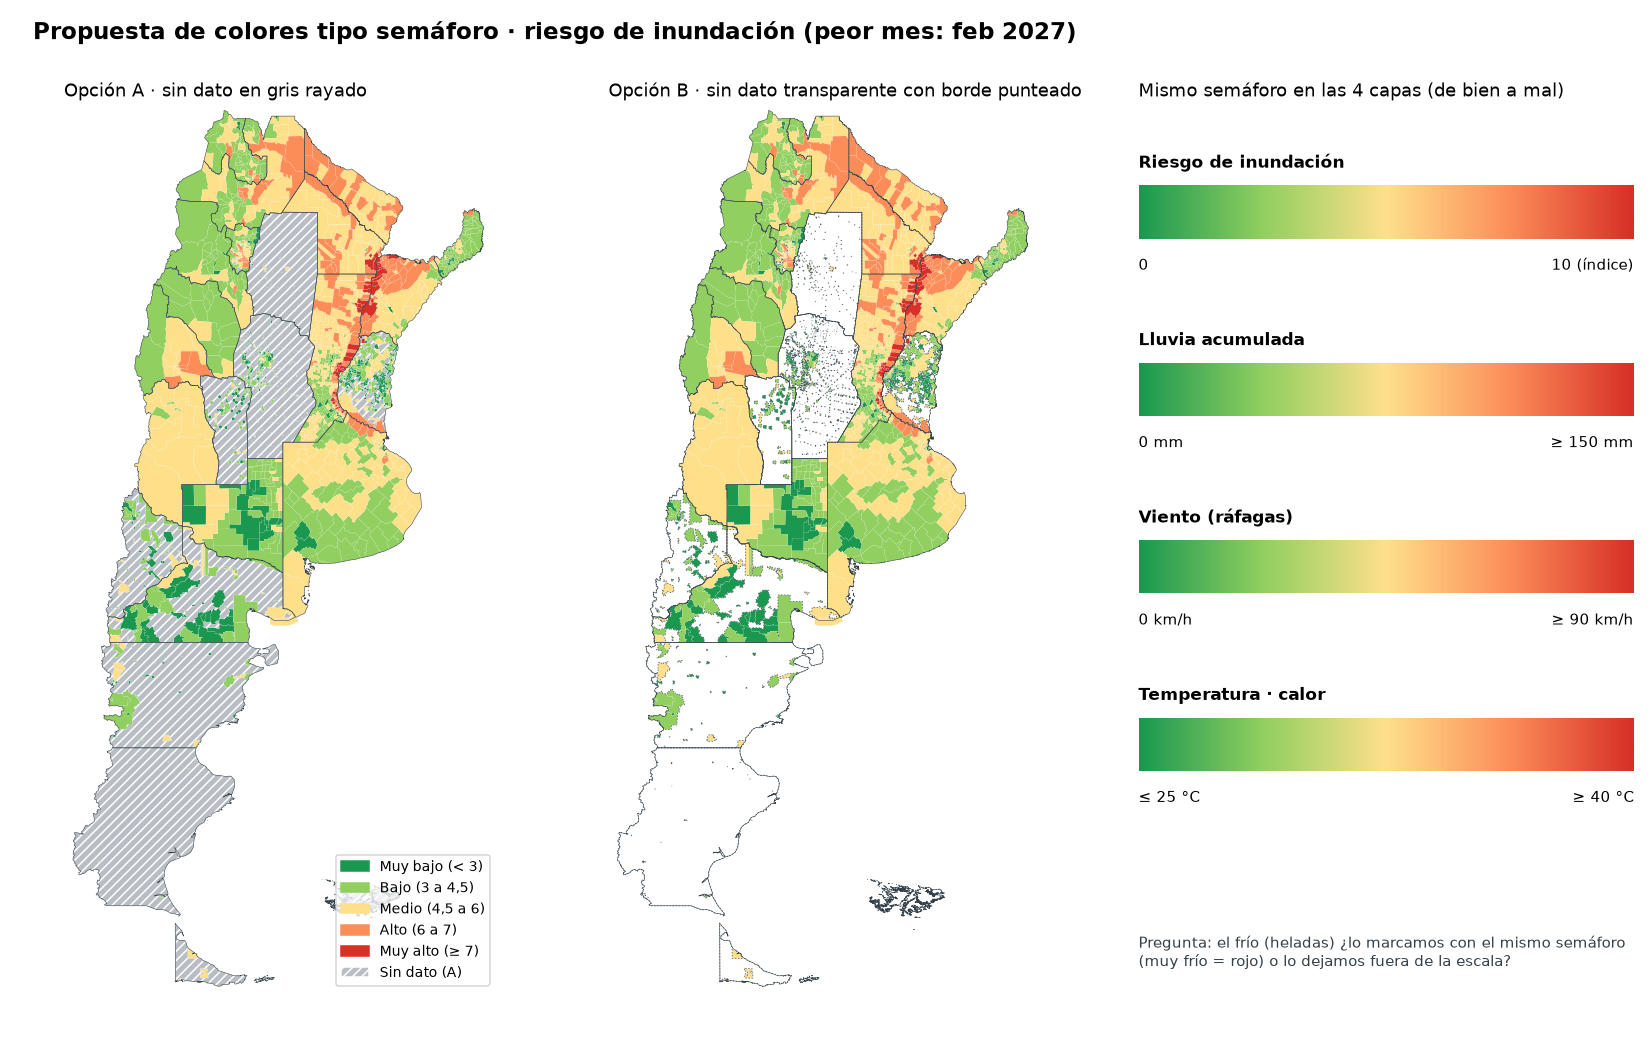 Propuesta de colores tipo semáforo · riesgo de inundación (peor mes: feb 2027)
Opción A · sin dato en gris rayado
Opción B · sin dato transparente con borde punteado
Mismo semáforo en las 4 capas (de bien a mal)
Riesgo de inundación
0
10 (índice)
Lluvia acumulada
0 mm
≥ 150 mm
Viento (ráfagas)
0 km/h
≥ 90 km/h
Temperatura · calor
≤ 25 °C
≥ 40 °C
Muy bajo (< 3)
Bajo (3 a 4,5)
Medio (4,5 a 6)
Alto (6 a 7)
Muy alto (≥ 7)
Sin dato (A)
Pregunta: el frío (heladas) ¿lo marcamos con el mismo semáforo
(muy frío = rojo) o lo dejamos fuera de la escala?